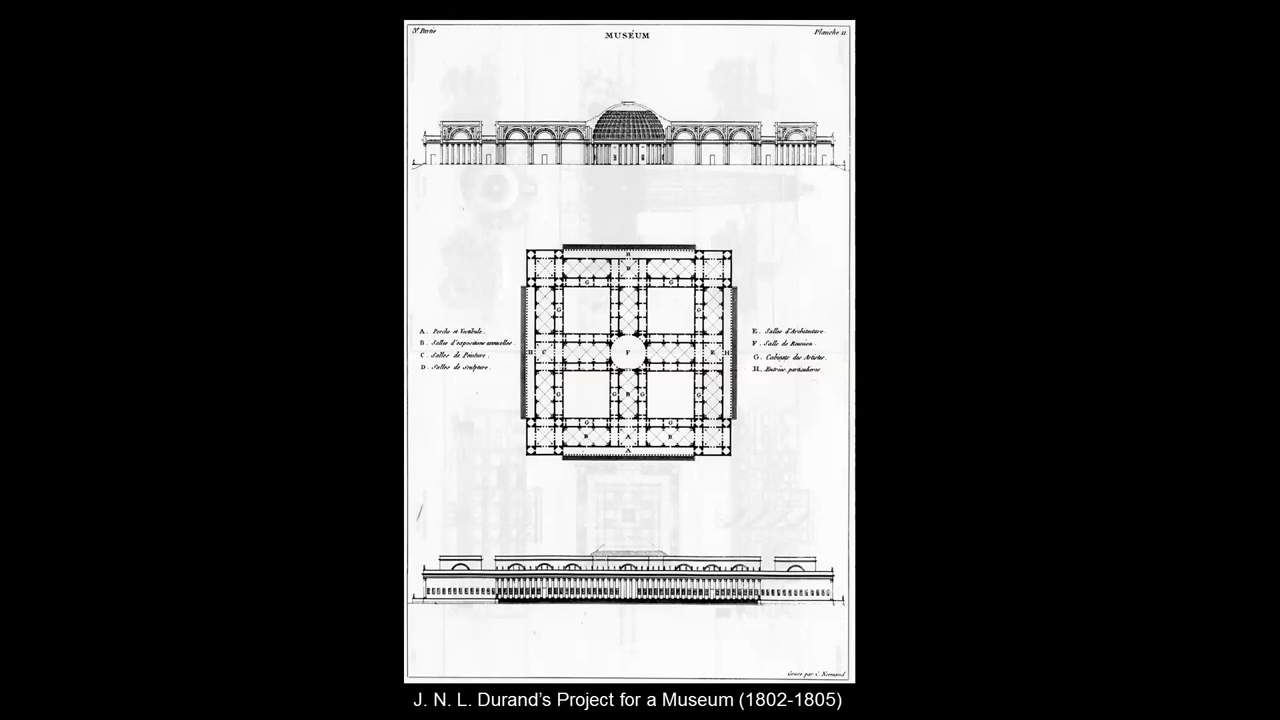 IIe Partie
MUSÉUM
Planche 11
A. Porche et Vestibule.
B. Salles d'expositions annuelles.
C. Salles de Peinture.
D. Salles de Sculpture.
H
D
G G
G G
H C F E H
G G B G G
G G
B A B
A
E. Salles d'Architecture.
F. Salle de Réunion.
G. Cabinets des Artistes.
H. Entrées particulières.
Gravé par C. Normand
J. N. L. Durand's Project for a Museum (1802-1805)